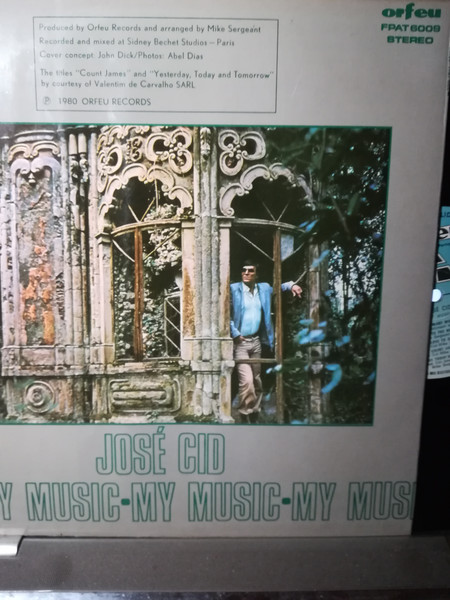 Produced by Orfeu Records and arranged by Mike Sergeant
Recorded and mixed at Sidney Bechet Studios – Paris
Cover concept: John Dick/Photos: Abel Dias
The titles "Count James" and "Yesterday, Today and Tomorrow"
by courtesy of Valentim de Carvalho SARL
℗ 1980 ORFEU RECORDS
orfeu
FPAT 6009
STEREO
JOSÉ CID
Y MUSIC-MY MUSIC-MY MUSI